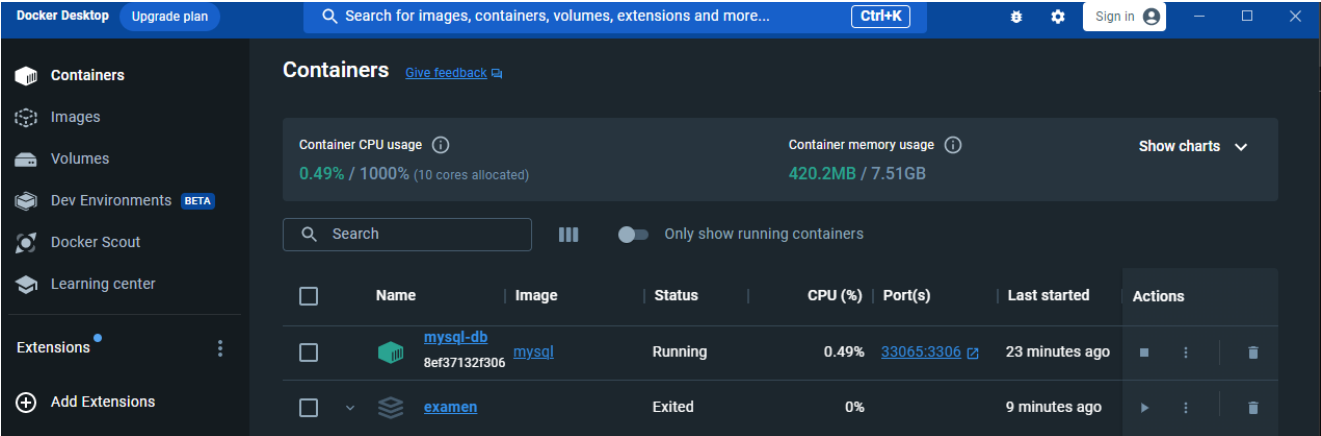 Docker Desktop Upgrade plan Search for images, containers, volumes, extensions and more... Ctrl+K Sign in
Containers
Images
Volumes
Dev Environments BETA
Docker Scout
Learning center
Extensions
Add Extensions
Containers Give feedback
Container CPU usage
0.49% / 1000% (10 cores allocated)
Container memory usage
420.2MB / 7.51GB
Show charts
Search
Only show running containers
Name Image Status CPU (%) Port(s) Last started Actions
mysql-db
8ef37132f306
mysql Running 0.49% 33065:3306 23 minutes ago
examen Exited 0% 9 minutes ago